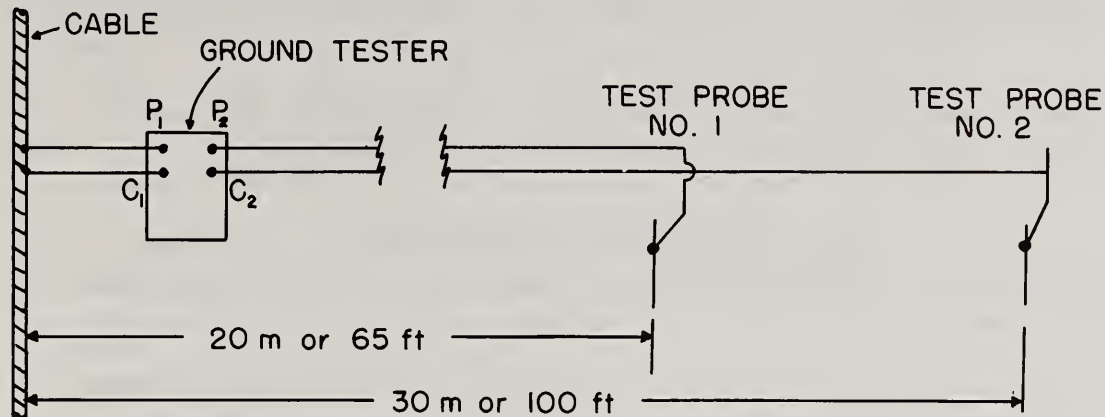 CABLE
GROUND TESTER
P1 P2
C1 C2
TEST PROBE
NO. 1
TEST PROBE
NO. 2
20 m or 65 ft
30 m or 100 ft